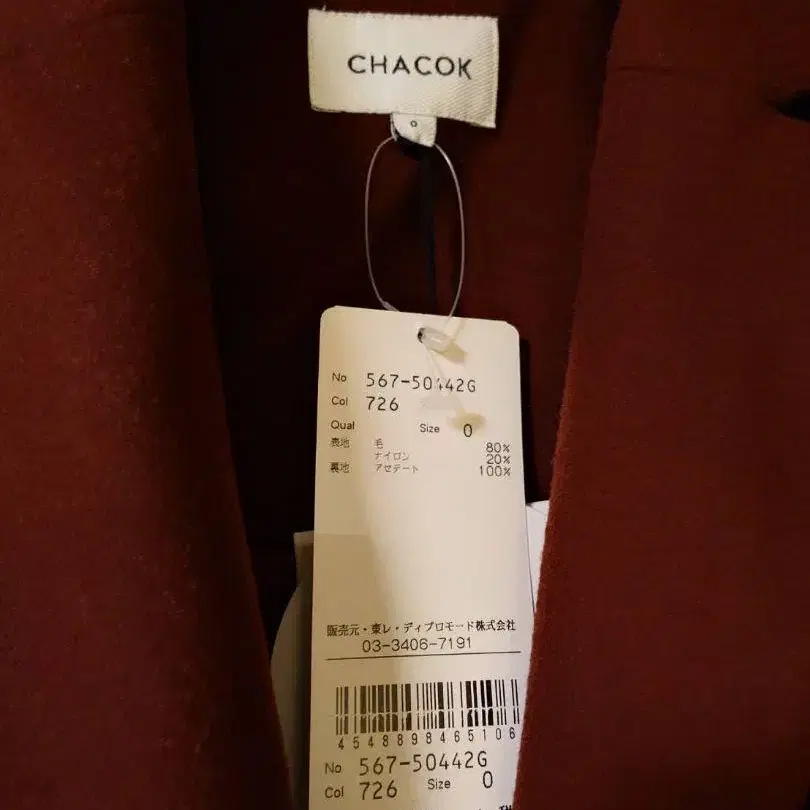 CHACOK
0
No 567-50442G
Col 726
Qual Size 0
表地 毛 80%
ナイロン 20%
裏地 アセテート 100%
販売元・東レ・ディプロモード株式会社
03-3406-7191
4548898465106
No 567-50442G
Col 726 Size 0